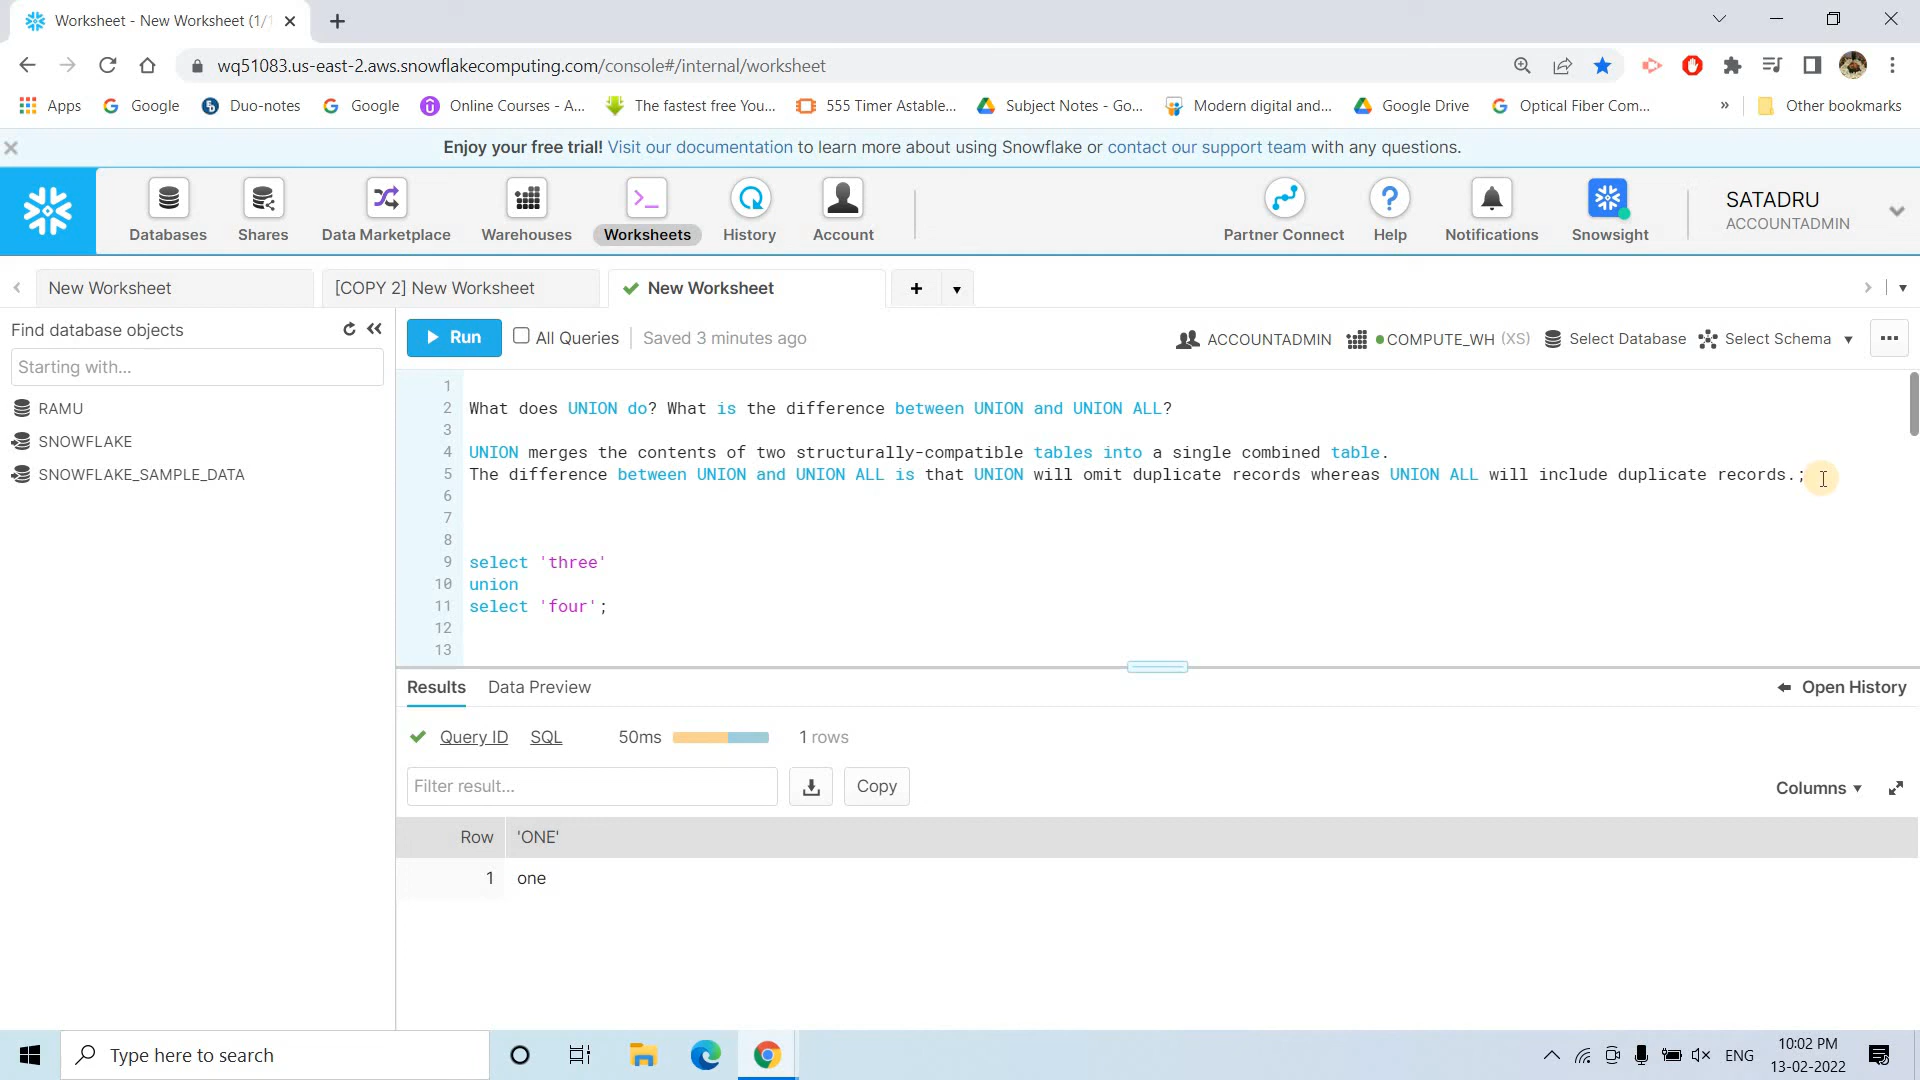 Worksheet - New Worksheet (1/1
wq51083.us-east-2.aws.snowflakecomputing.com/console#/internal/worksheet
Apps Google Duo-notes Google Online Courses - A... The fastest free You... 555 Timer Astable... Subject Notes - Go... Modern digital and... Google Drive Optical Fiber Com... » Other bookmarks
Enjoy your free trial! Visit our documentation to learn more about using Snowflake or contact our support team with any questions.
Databases Shares Data Marketplace Warehouses Worksheets History Account Partner Connect Help Notifications Snowsight
SATADRU
ACCOUNTADMIN
New Worksheet [COPY 2] New Worksheet New Worksheet
Find database objects
Starting with...
RAMU
SNOWFLAKE
SNOWFLAKE_SAMPLE_DATA
Run All Queries Saved 3 minutes ago ACCOUNTADMIN COMPUTE_WH (XS) Select Database Select Schema
1
2 What does UNION do? What is the difference between UNION and UNION ALL?
3
4 UNION merges the contents of two structurally-compatible tables into a single combined table.
5 The difference between UNION and UNION ALL is that UNION will omit duplicate records whereas UNION ALL will include duplicate records.;
6
7
8
9 select 'three'
10 union
11 select 'four';
12
13
Results Data Preview Open History
Query ID SQL 50ms 1 rows
Filter result... Copy Columns
Row 'ONE'
1 one
Type here to search
ENG
10:02 PM
13-02-2022